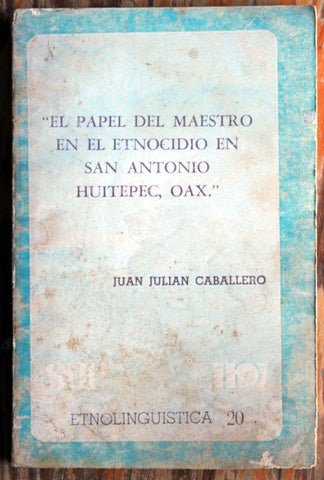 "EL PAPEL DEL MAESTRO
EN EL ETNOCIDIO EN
SAN ANTONIO
HUITEPEC, OAX."
JUAN JULIAN CABALLERO
ETNOLINGUISTICA 20